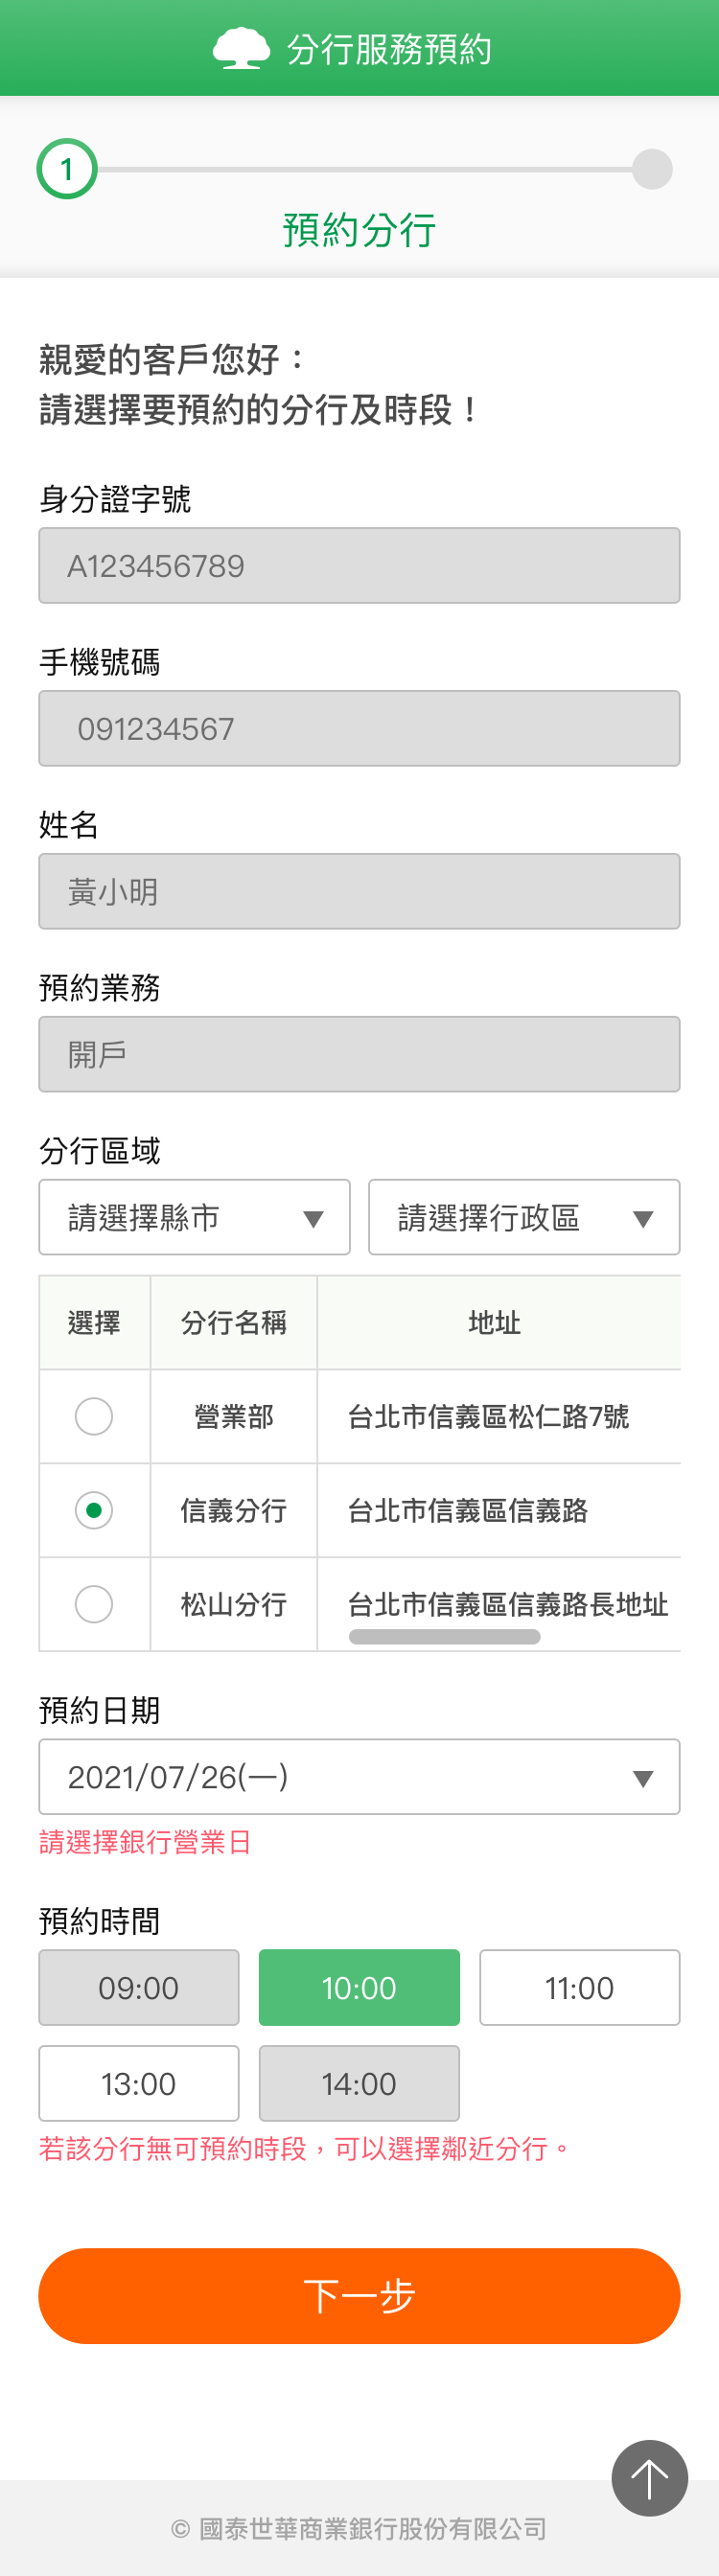 分行服務預約
1
預約分行
親愛的客戶您好：
請選擇要預約的分行及時段！
身分證字號
A123456789
手機號碼
091234567
姓名
黃小明
預約業務
開戶
分行區域
請選擇縣市 ▼ 請選擇行政區 ▼
選擇 分行名稱 地址
營業部 台北市信義區松仁路7號
信義分行 台北市信義區信義路
松山分行 台北市信義區信義路長地址
預約日期
2021/07/26(一) ▼
請選擇銀行營業日
預約時間
09:00 10:00 11:00
13:00 14:00
若該分行無可預約時段，可以選擇鄰近分行。
下一步
© 國泰世華商業銀行股份有限公司